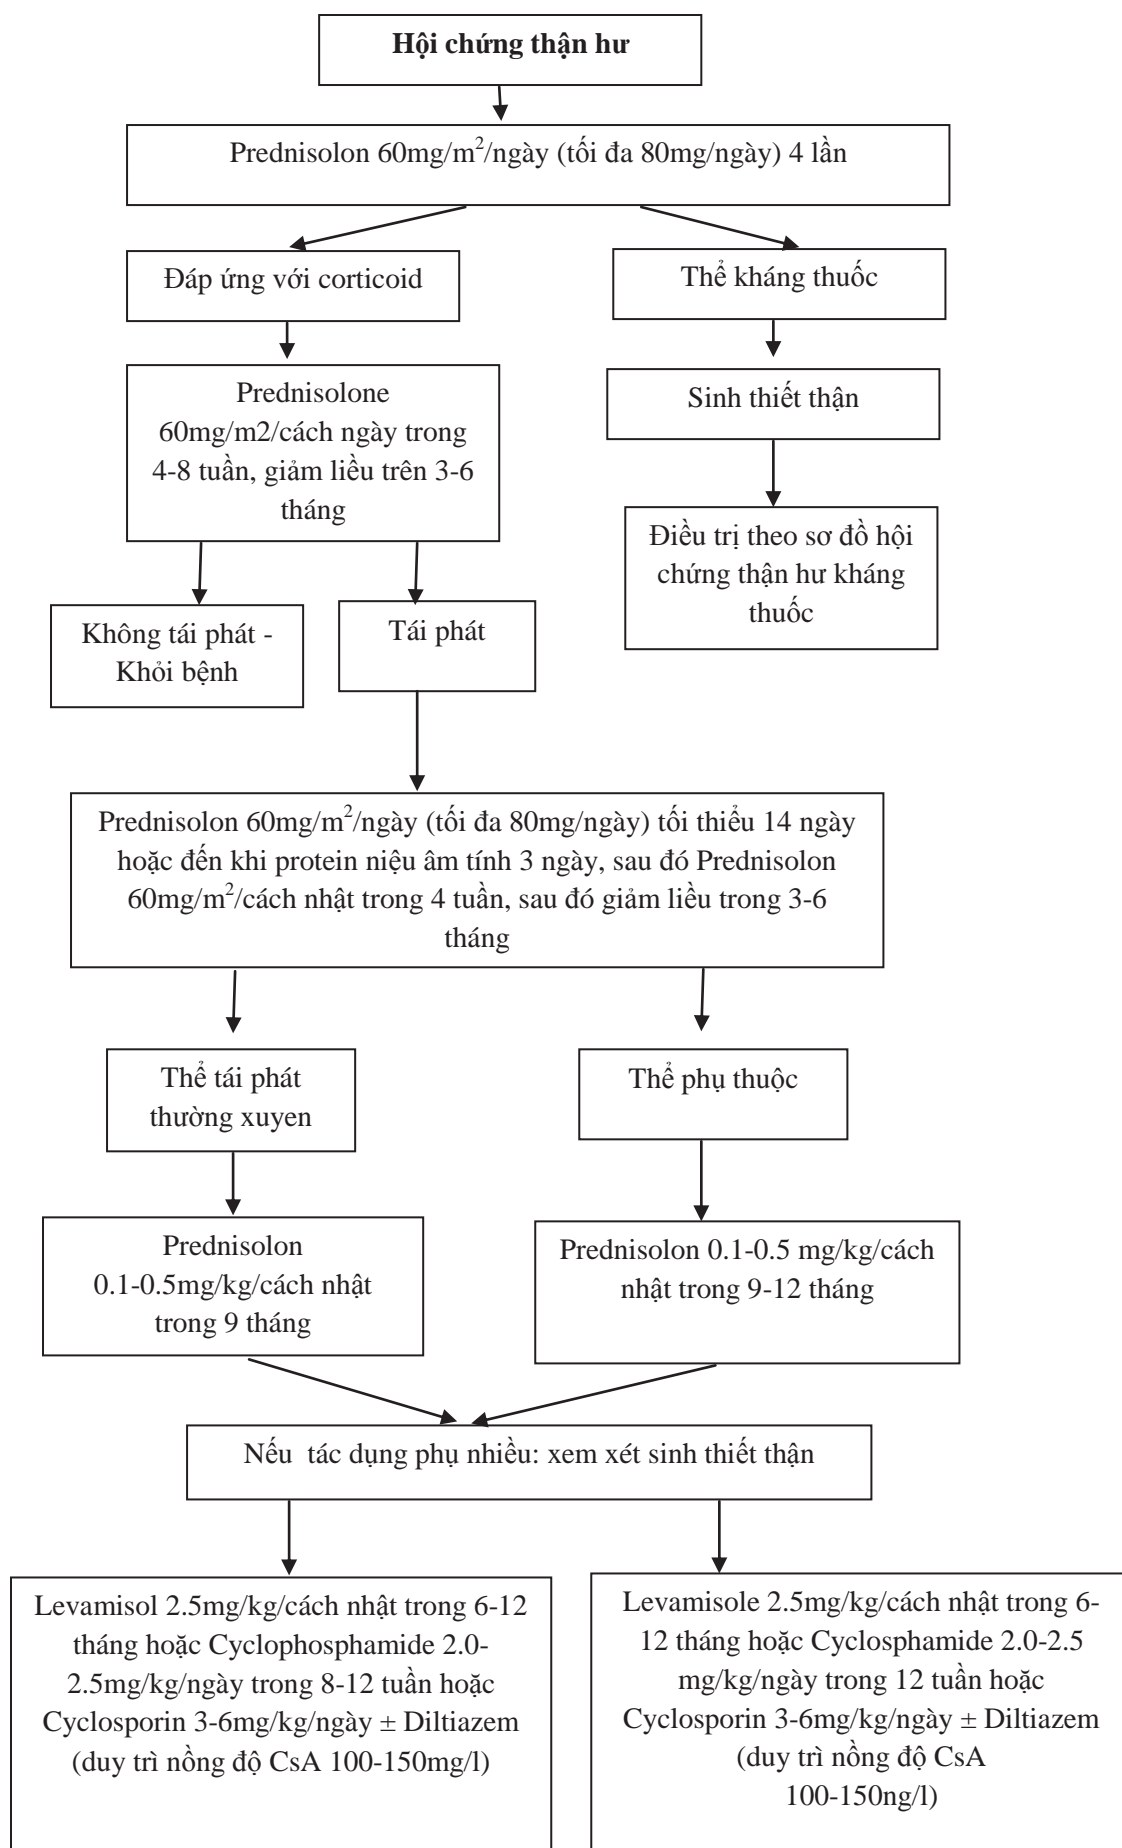 Hội chứng thận hư
Prednisolon 60mg/m²/ngày (tối đa 80mg/ngày) 4 lần
Đáp ứng với corticoid
Thể kháng thuốc
Prednisolone
60mg/m2/cách ngày trong
4-8 tuần, giảm liều trên 3-6
tháng
Sinh thiết thận
Điều trị theo sơ đồ hội
chứng thận hư kháng
thuốc
Không tái phát -
Khỏi bệnh
Tái phát
Prednisolon 60mg/m²/ngày (tối đa 80mg/ngày) tối thiểu 14 ngày
hoặc đến khi protein niệu âm tính 3 ngày, sau đó Prednisolon
60mg/m²/cách nhật trong 4 tuần, sau đó giảm liều trong 3-6
tháng
Thể tái phát
thường xuyen
Thể phụ thuộc
Prednisolon
0.1-0.5mg/kg/cách nhật
trong 9 tháng
Prednisolon 0.1-0.5 mg/kg/cách
nhật trong 9-12 tháng
Nếu tác dụng phụ nhiều: xem xét sinh thiết thận
Levamisol 2.5mg/kg/cách nhật trong 6-12
tháng hoặc Cyclophosphamide 2.0-
2.5mg/kg/ngày trong 8-12 tuần hoặc
Cyclosporin 3-6mg/kg/ngày ± Diltiazem
(duy trì nồng độ CsA 100-150mg/l)
Levamisole 2.5mg/kg/cách nhật trong 6-
12 tháng hoặc Cyclosphamide 2.0-2.5
mg/kg/ngày trong 12 tuần hoặc
Cyclosporin 3-6mg/kg/ngày ± Diltiazem
(duy trì nồng độ CsA
100-150ng/l)